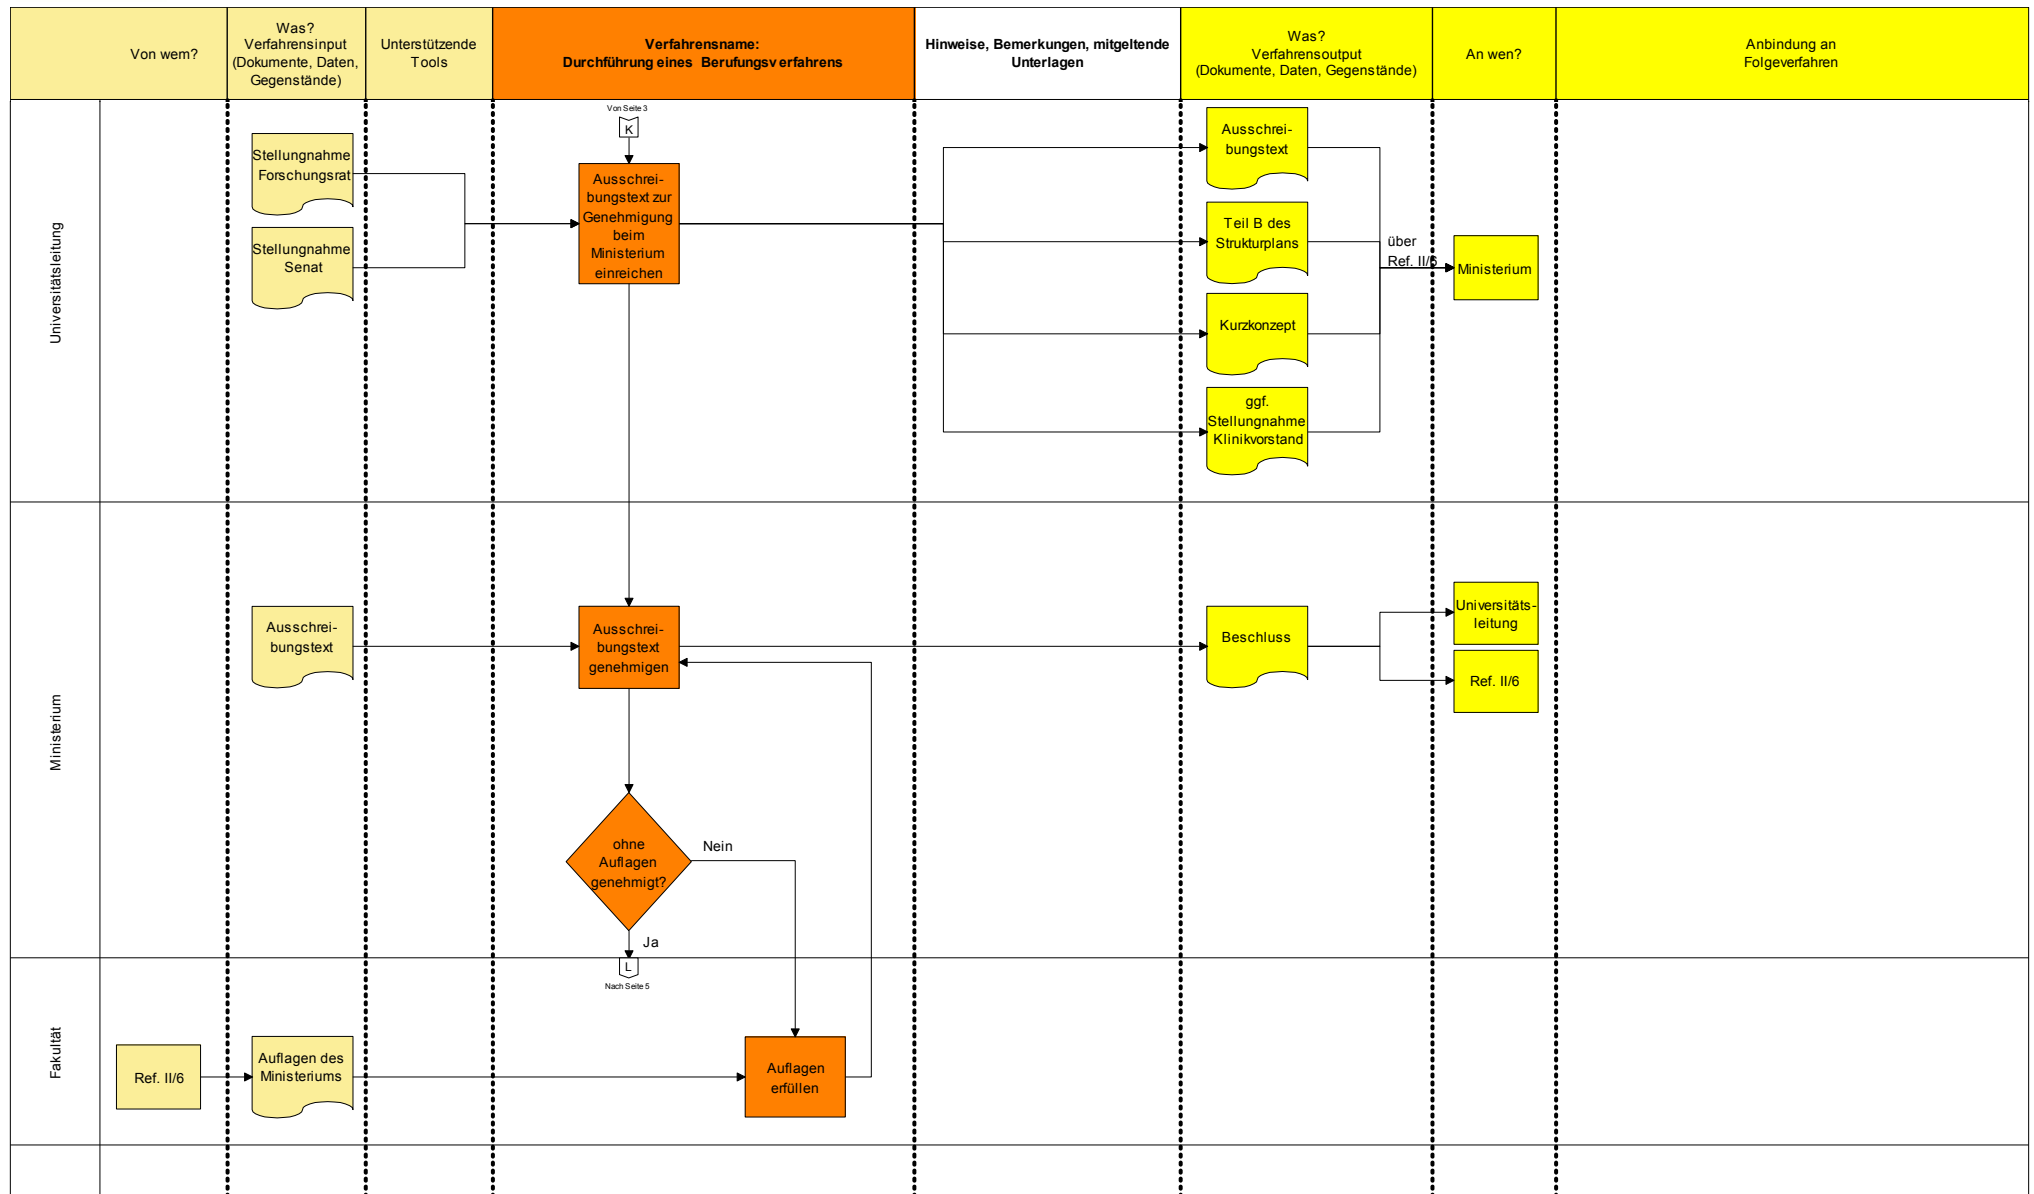 Von wem?
Was?
Verfahrensinput
(Dokumente, Daten,
Gegenstände)
Unterstützende
Tools
Verfahrensname:
Durchführung eines Berufungsverfahrens
Hinweise, Bemerkungen, mitgeltende
Unterlagen
Was?
Verfahrensoutput
(Dokumente, Daten, Gegenstände)
An wen?
Anbindung an
Folgeverfahren
Universitätsleitung
Von Seite 3
K
Stellungnahme
Forschungsrat
Stellungnahme
Senat
Ausschrei-
bungstext zur
Genehmigung
beim
Ministerium
einreichen
Ausschrei-
bungstext
Teil B des
Strukturplans
Kurzkonzept
ggf.
Stellungnahme
Klinikvorstand
über
Ref. II/6
Ministerium
Ministerium
Ausschrei-
bungstext
Ausschrei-
bungstext
genehmigen
Beschluss
Universitäts-
leitung
Ref. II/6
ohne
Auflagen
genehmigt?
Nein
Ja
L
Nach Seite 5
Fakultät
Ref. II/6
Auflagen des
Ministeriums
Auflagen
erfüllen